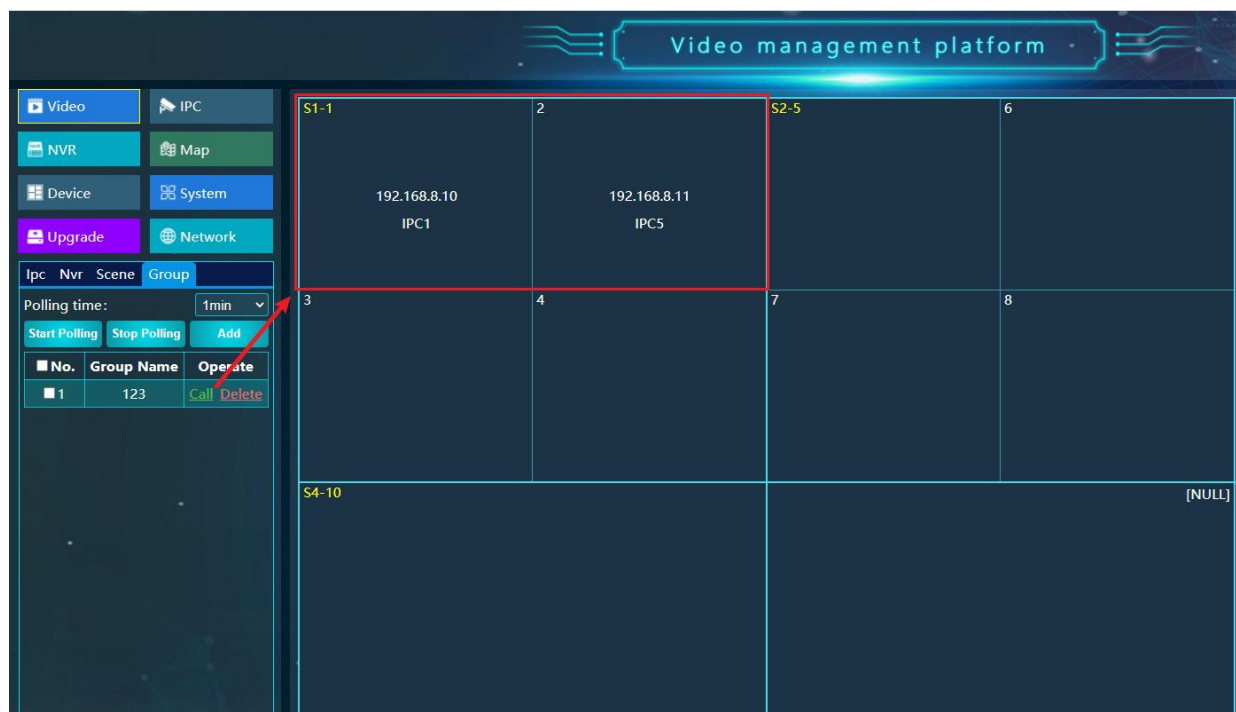 Video management platform
Video
IPC
NVR
Map
Device
System
Upgrade
Network
Ipc Nvr Scene Group
Polling time:
1min
Start Polling Stop Polling Add
No. Group Name Operate
1 123 Call Delete
S1-1
2
S2-5
6
192.168.8.10
IPC1
192.168.8.11
IPC5
3
4
7
8
S4-10
[NULL]